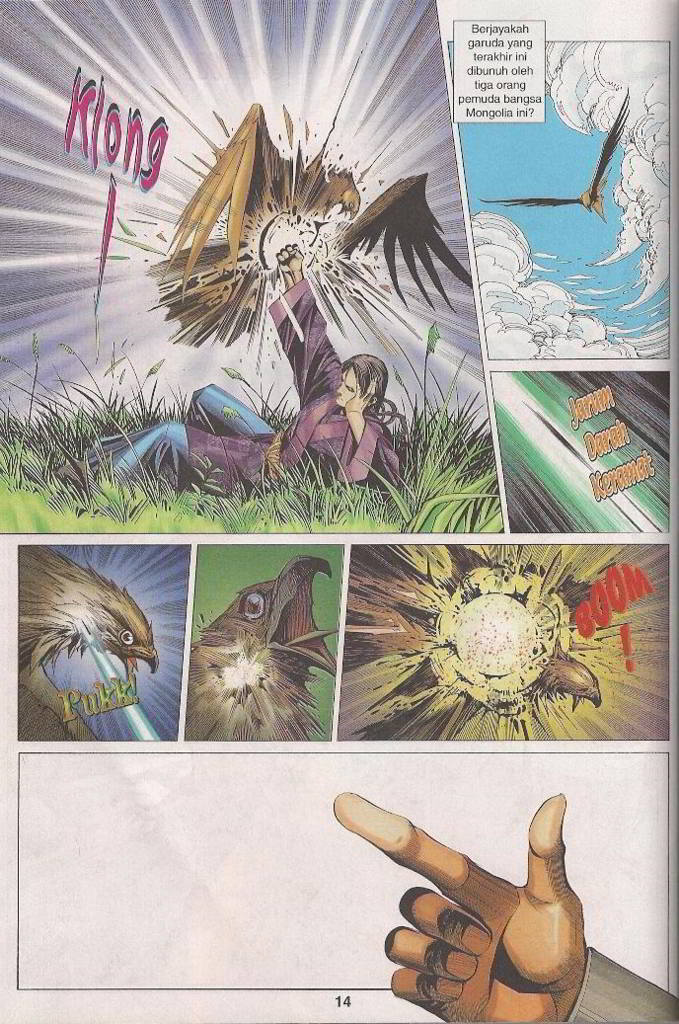 Klong
!
Berjayakah
garuda yang
terakhir ini
dibunuh oleh
tiga orang
pemuda bangsa
Mongolia ini?
Jarum
Darah
Keramat
Pukk!
BOOM
!
14